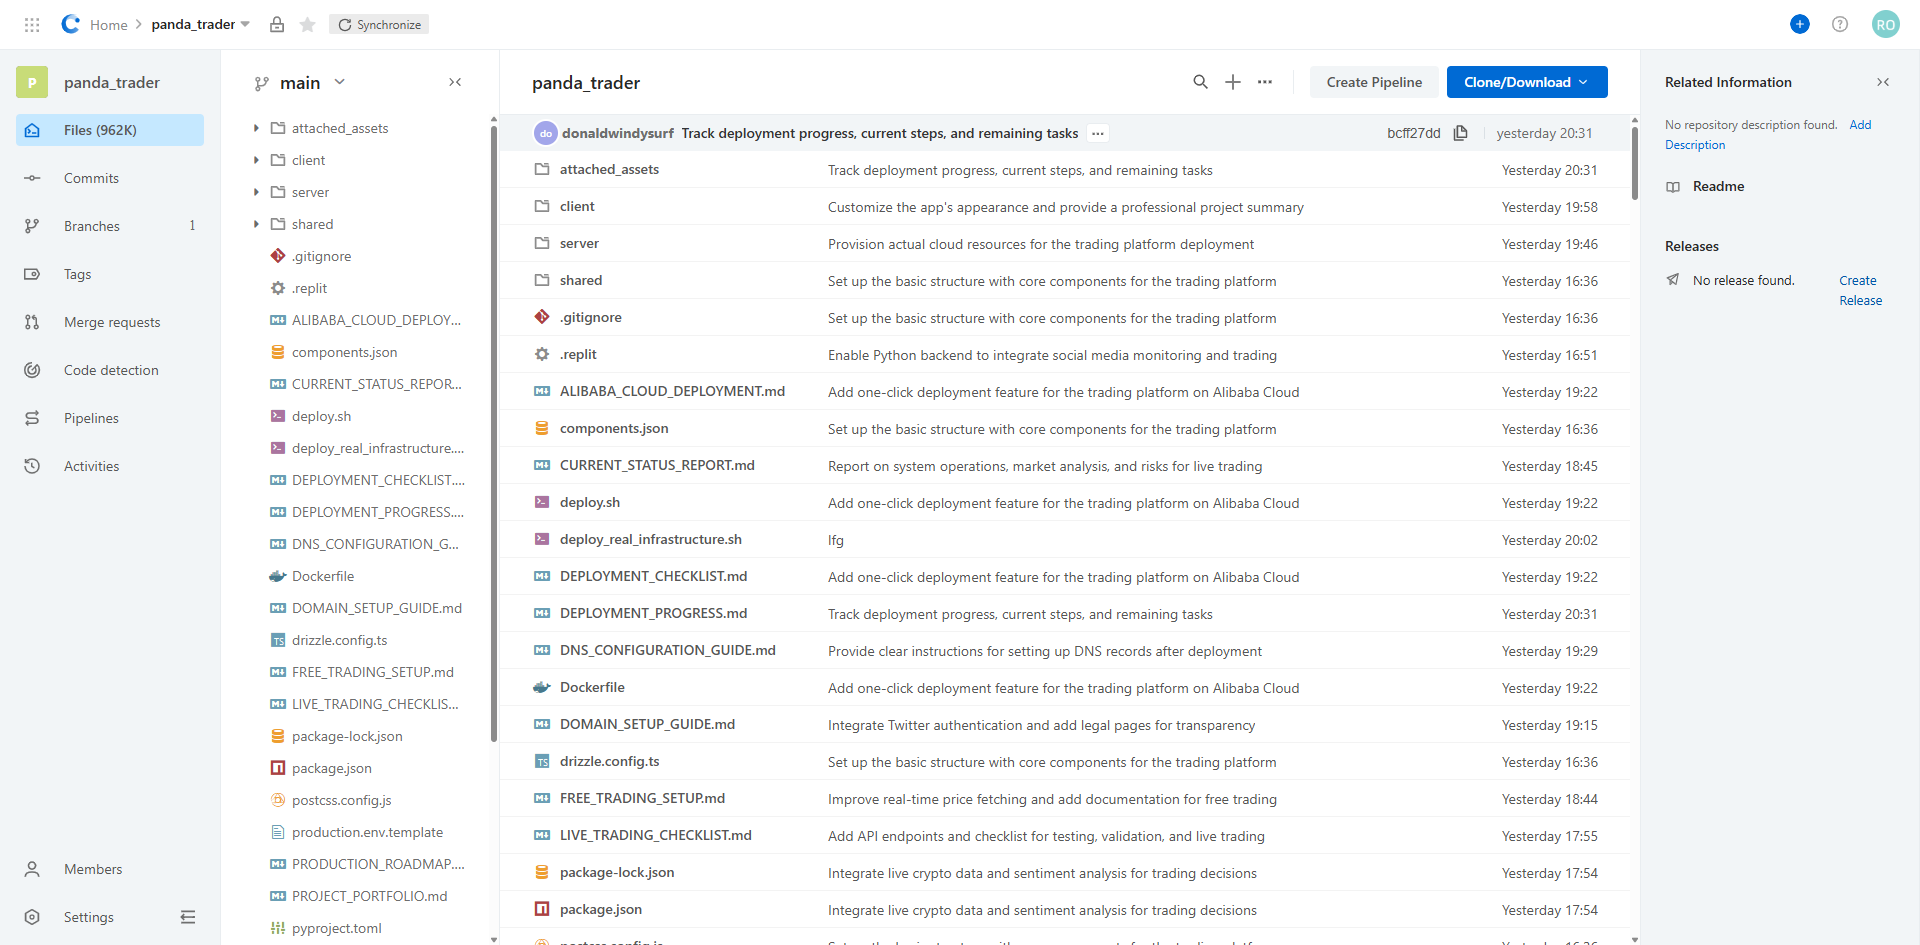 Home
panda_trader
Synchronize
RO
P
panda_trader
Files (962K)
Commits
Branches 1
Tags
Merge requests
Code detection
Pipelines
Activities
Members
Settings
main
attached_assets
client
server
shared
.gitignore
.replit
ALIBABA_CLOUD_DEPLOY...
components.json
CURRENT_STATUS_REPOR...
deploy.sh
deploy_real_infrastructure....
DEPLOYMENT_CHECKLIST....
DEPLOYMENT_PROGRESS....
DNS_CONFIGURATION_G...
Dockerfile
DOMAIN_SETUP_GUIDE.md
drizzle.config.ts
FREE_TRADING_SETUP.md
LIVE_TRADING_CHECKLIS...
package-lock.json
package.json
postcss.config.js
production.env.template
PRODUCTION_ROADMAP....
PROJECT_PORTFOLIO.md
pyproject.toml
panda_trader
Create Pipeline
Clone/Download
do donaldwindysurf Track deployment progress, current steps, and remaining tasks ... bcff27dd yesterday 20:31
attached_assets Track deployment progress, current steps, and remaining tasks Yesterday 20:31
client Customize the app's appearance and provide a professional project summary Yesterday 19:58
server Provision actual cloud resources for the trading platform deployment Yesterday 19:46
shared Set up the basic structure with core components for the trading platform Yesterday 16:36
.gitignore Set up the basic structure with core components for the trading platform Yesterday 16:36
.replit Enable Python backend to integrate social media monitoring and trading Yesterday 16:51
ALIBABA_CLOUD_DEPLOYMENT.md Add one-click deployment feature for the trading platform on Alibaba Cloud Yesterday 19:22
components.json Set up the basic structure with core components for the trading platform Yesterday 16:36
CURRENT_STATUS_REPORT.md Report on system operations, market analysis, and risks for live trading Yesterday 18:45
deploy.sh Add one-click deployment feature for the trading platform on Alibaba Cloud Yesterday 19:22
deploy_real_infrastructure.sh lfg Yesterday 20:02
DEPLOYMENT_CHECKLIST.md Add one-click deployment feature for the trading platform on Alibaba Cloud Yesterday 19:22
DEPLOYMENT_PROGRESS.md Track deployment progress, current steps, and remaining tasks Yesterday 20:31
DNS_CONFIGURATION_GUIDE.md Provide clear instructions for setting up DNS records after deployment Yesterday 19:29
Dockerfile Add one-click deployment feature for the trading platform on Alibaba Cloud Yesterday 19:22
DOMAIN_SETUP_GUIDE.md Integrate Twitter authentication and add legal pages for transparency Yesterday 19:15
drizzle.config.ts Set up the basic structure with core components for the trading platform Yesterday 16:36
FREE_TRADING_SETUP.md Improve real-time price fetching and add documentation for free trading Yesterday 18:44
LIVE_TRADING_CHECKLIST.md Add API endpoints and checklist for testing, validation, and live trading Yesterday 17:55
package-lock.json Integrate live crypto data and sentiment analysis for trading decisions Yesterday 17:54
package.json Integrate live crypto data and sentiment analysis for trading decisions Yesterday 17:54
Related Information
No repository description found. Add
Description
Readme
Releases
No release found. Create
Release